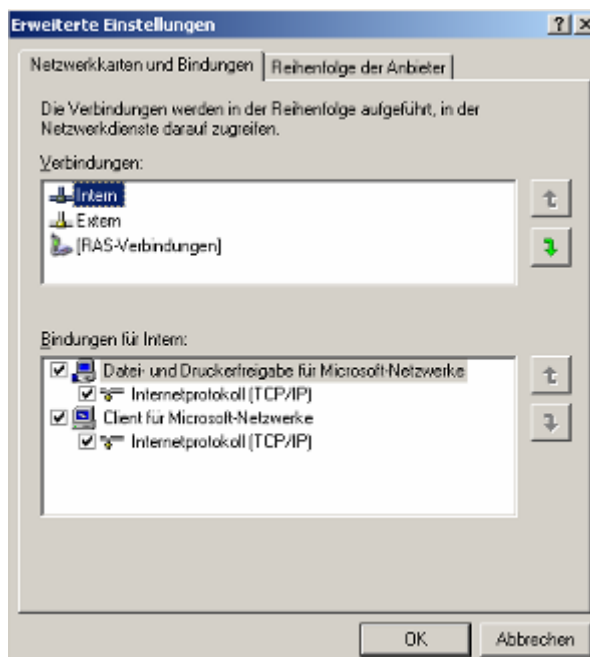 Erweiterte Einstellungen
Netzwerkkarten und Bindungen
Reihenfolge der Anbieter
Die Verbindungen werden in der Reihenfolge aufgeführt, in der
Netzwerkdienste darauf zugreifen.
Verbindungen:
Intern
Extern
[RAS-Verbindungen]
Bindungen für Intern:
Datei- und Druckerfreigabe für Microsoft-Netzwerke
Internetprotokoll (TCP/IP)
Client für Microsoft-Netzwerke
Internetprotokoll (TCP/IP)
OK
Abbrechen